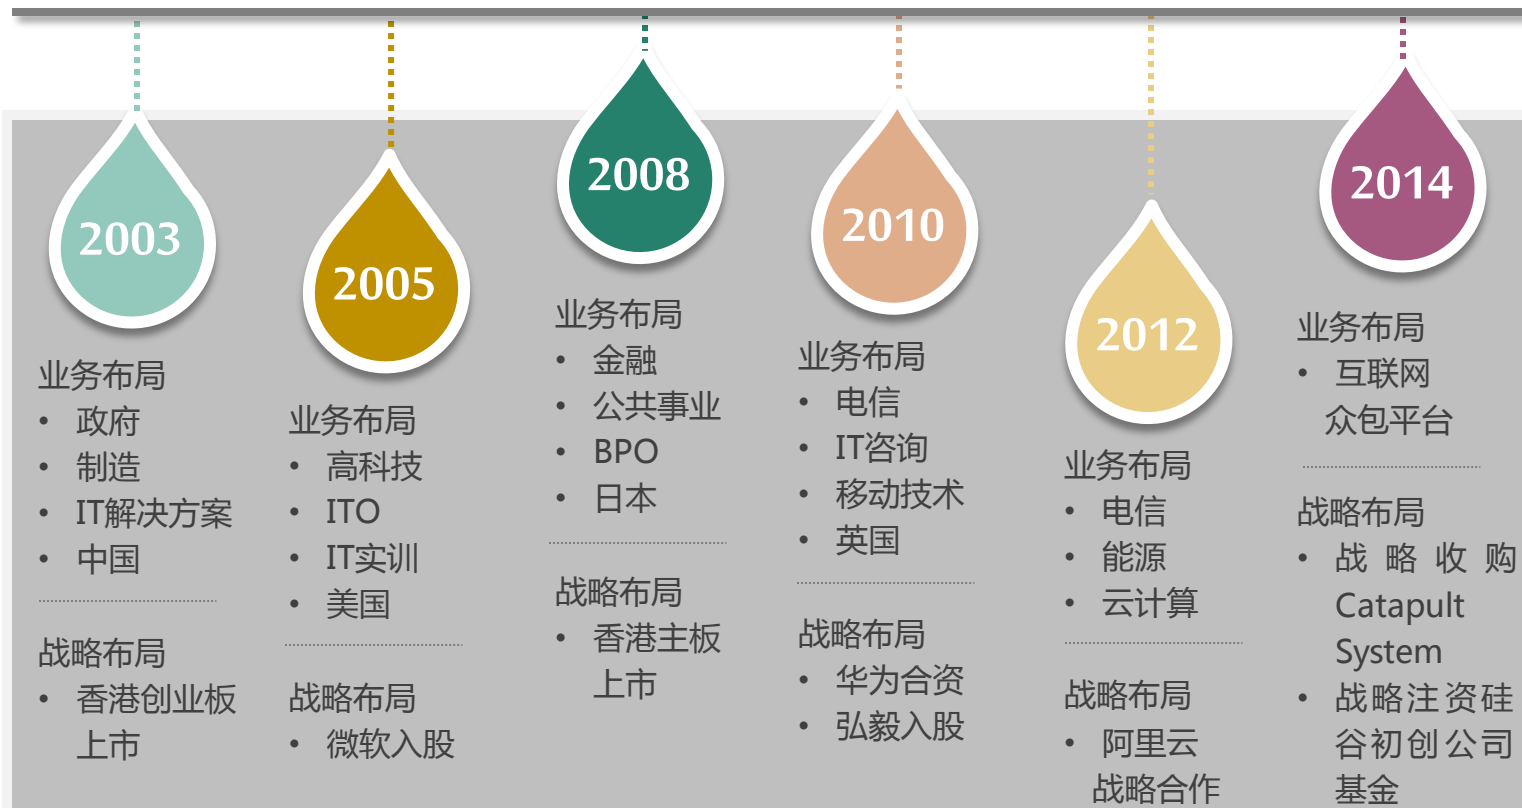 2003
业务布局
• 政府
• 制造
• IT解决方案
• 中国
战略布局
• 香港创业板
上市
2005
业务布局
• 高科技
• ITO
• IT实训
• 美国
战略布局
• 微软入股
2008
业务布局
• 金融
• 公共事业
• BPO
• 日本
战略布局
• 香港主板
上市
2010
业务布局
• 电信
• IT咨询
• 移动技术
• 英国
战略布局
• 华为合资
• 弘毅入股
2012
业务布局
• 电信
• 能源
• 云计算
战略布局
• 阿里云
战略合作
2014
业务布局
• 互联网
众包平台
战略布局
• 战略收购
Catapult
System
• 战略注资硅
谷初创公司
基金